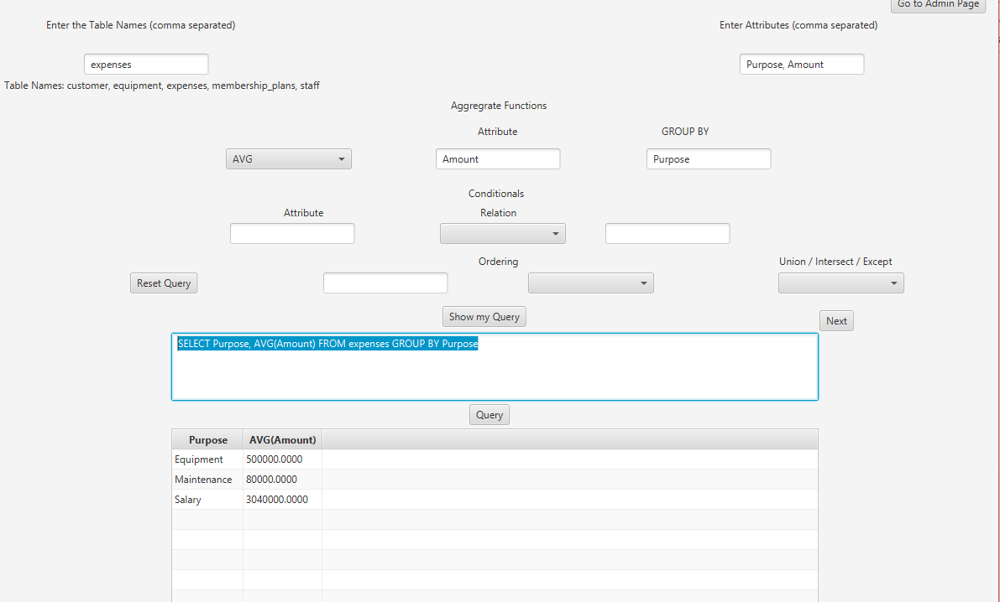 Go to Admin Page
Enter the Table Names (comma separated)
Enter Attributes (comma separated)
expenses
Purpose, Amount
Table Names: customer, equipment, expenses, membership_plans, staff
Aggregrate Functions
Attribute
GROUP BY
AVG
Amount
Purpose
Conditionals
Attribute
Relation
Ordering
Union / Intersect / Except
Reset Query
Show my Query
Next
SELECT Purpose, AVG(Amount) FROM expenses GROUP BY Purpose
Query
Purpose AVG(Amount)
Equipment 500000.0000
Maintenance 80000.0000
Salary 3040000.0000